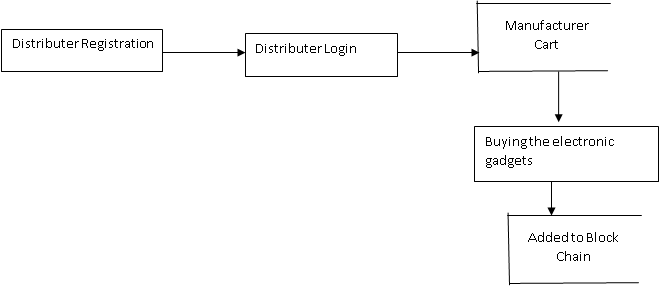 Distributer Registration
Distributer Login
Manufacturer
Cart
Buying the electronic
gadgets
Added to Block
Chain